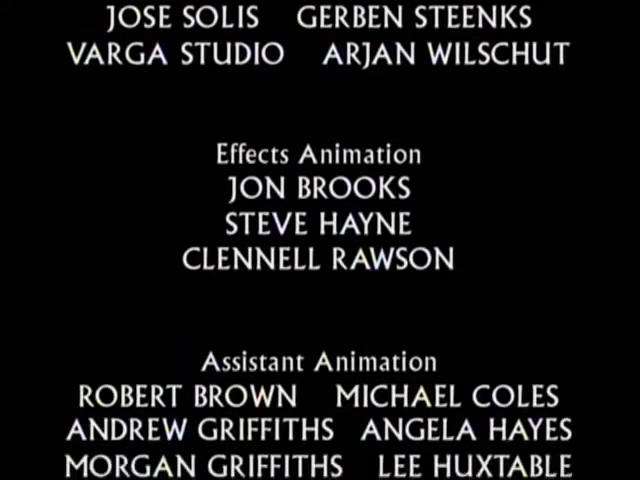 JOSE SOLIS GERBEN STEENKS
VARGA STUDIO ARJAN WILSCHUT
Effects Animation
JON BROOKS
STEVE HAYNE
CLENNELL RAWSON
Assistant Animation
ROBERT BROWN MICHAEL COLES
ANDREW GRIFFITHS ANGELA HAYES
MORGAN GRIFFITHS LEE HUXTABLE